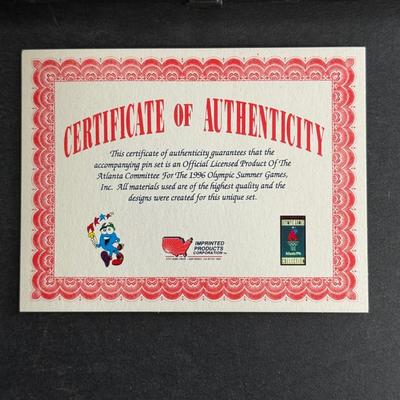 CERTIFICATE OF AUTHENTICITY
This certificate of authenticity guarantees that the
accompanying pin set is an Official Licensed Product Of The
Atlanta Committee For The 1996 Olympic Summer Games,
Inc. All materials used are of the highest quality and the
designs were created for this unique set.
IMPRINTED
PRODUCTS
CORPORATION™
Atlanta 1996